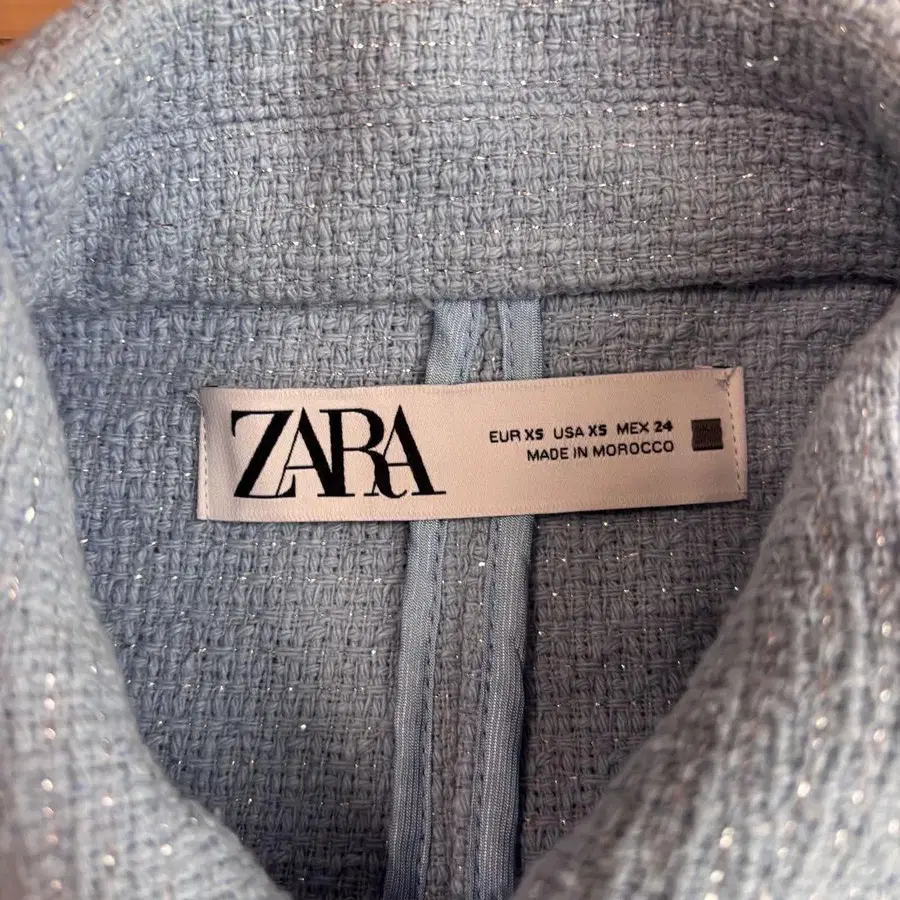 ZARA
EUR XS USA XS MEX 24
MADE IN MOROCCO